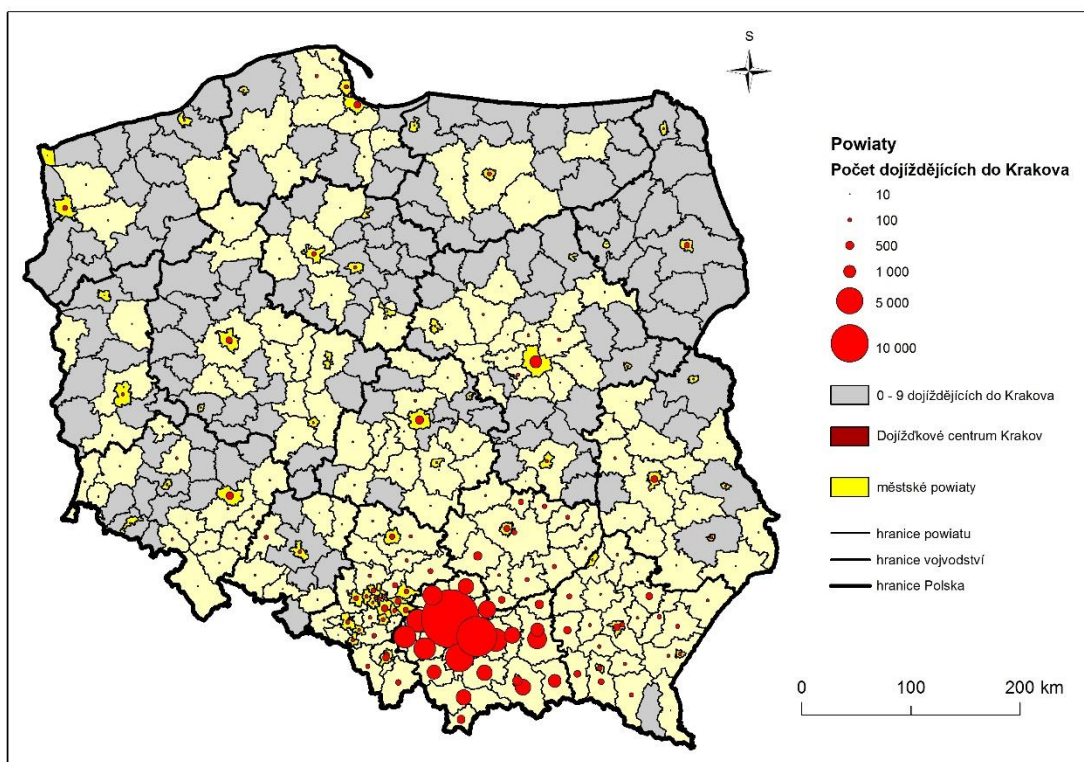 S
Powiaty
Počet dojíždějících do Krakova
10
100
500
1 000
5 000
10 000
0 - 9 dojíždějících do Krakova
Dojížďkové centrum Krakov
městské powiaty
hranice powiatu
hranice vojvodství
hranice Polska
0 100 200 km